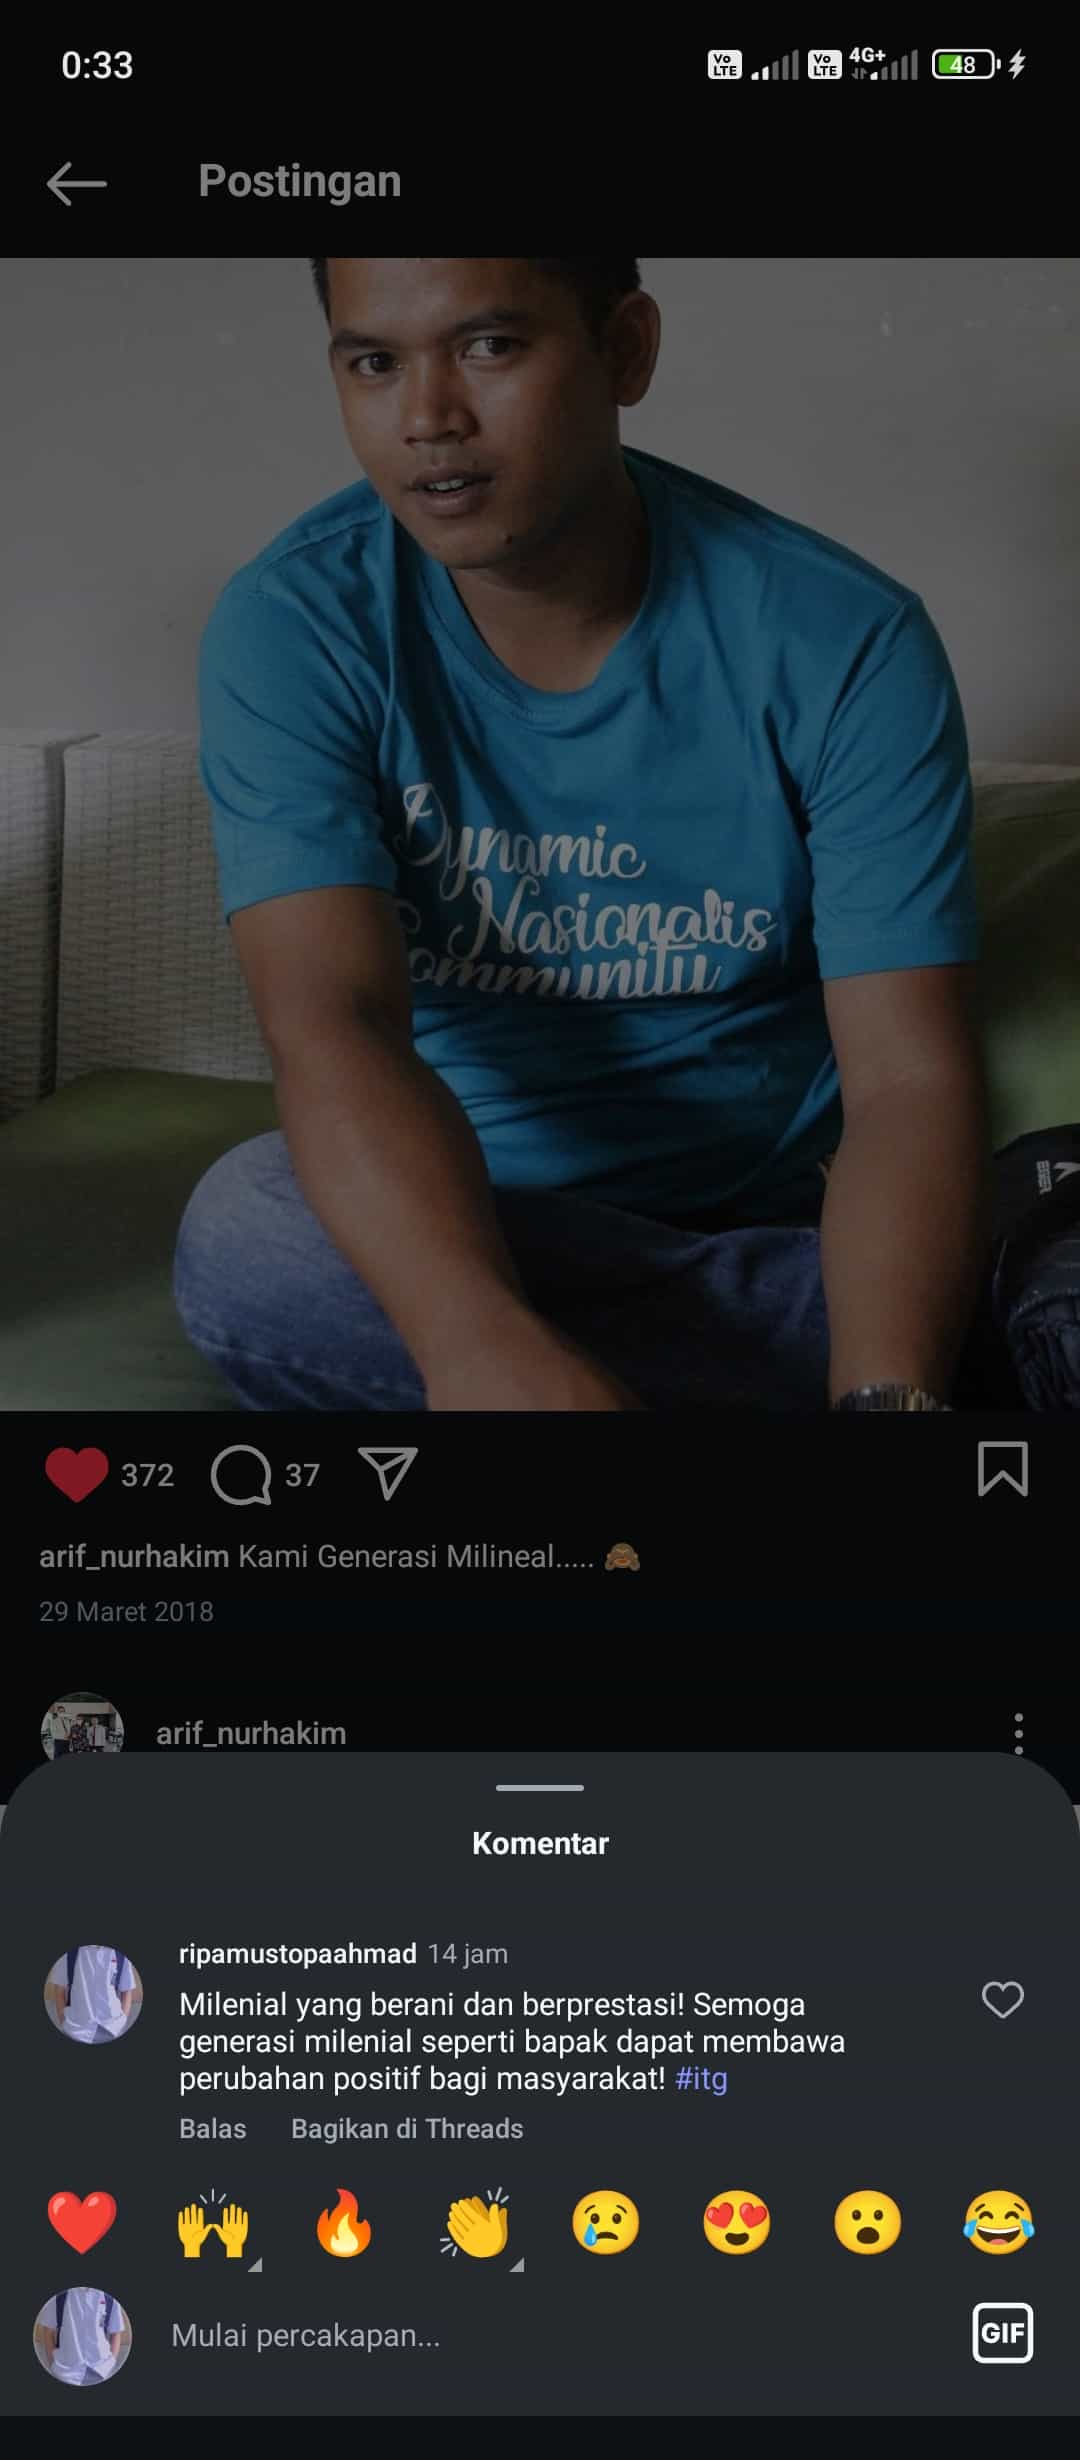 0:33
Vo LTE
Vo LTE
4G+
48
Postingan
Dynamic
Nasionalis
Community
372
37
arif_nurhakim Kami Generasi Milineal..... 🙈
29 Maret 2018
arif_nurhakim
Komentar
ripamustopaahmad 14 jam
Milenial yang berani dan berprestasi! Semoga
generasi milenial seperti bapak dapat membawa
perubahan positif bagi masyarakat! #itg
Balas Bagikan di Threads
Mulai percakapan...
GIF